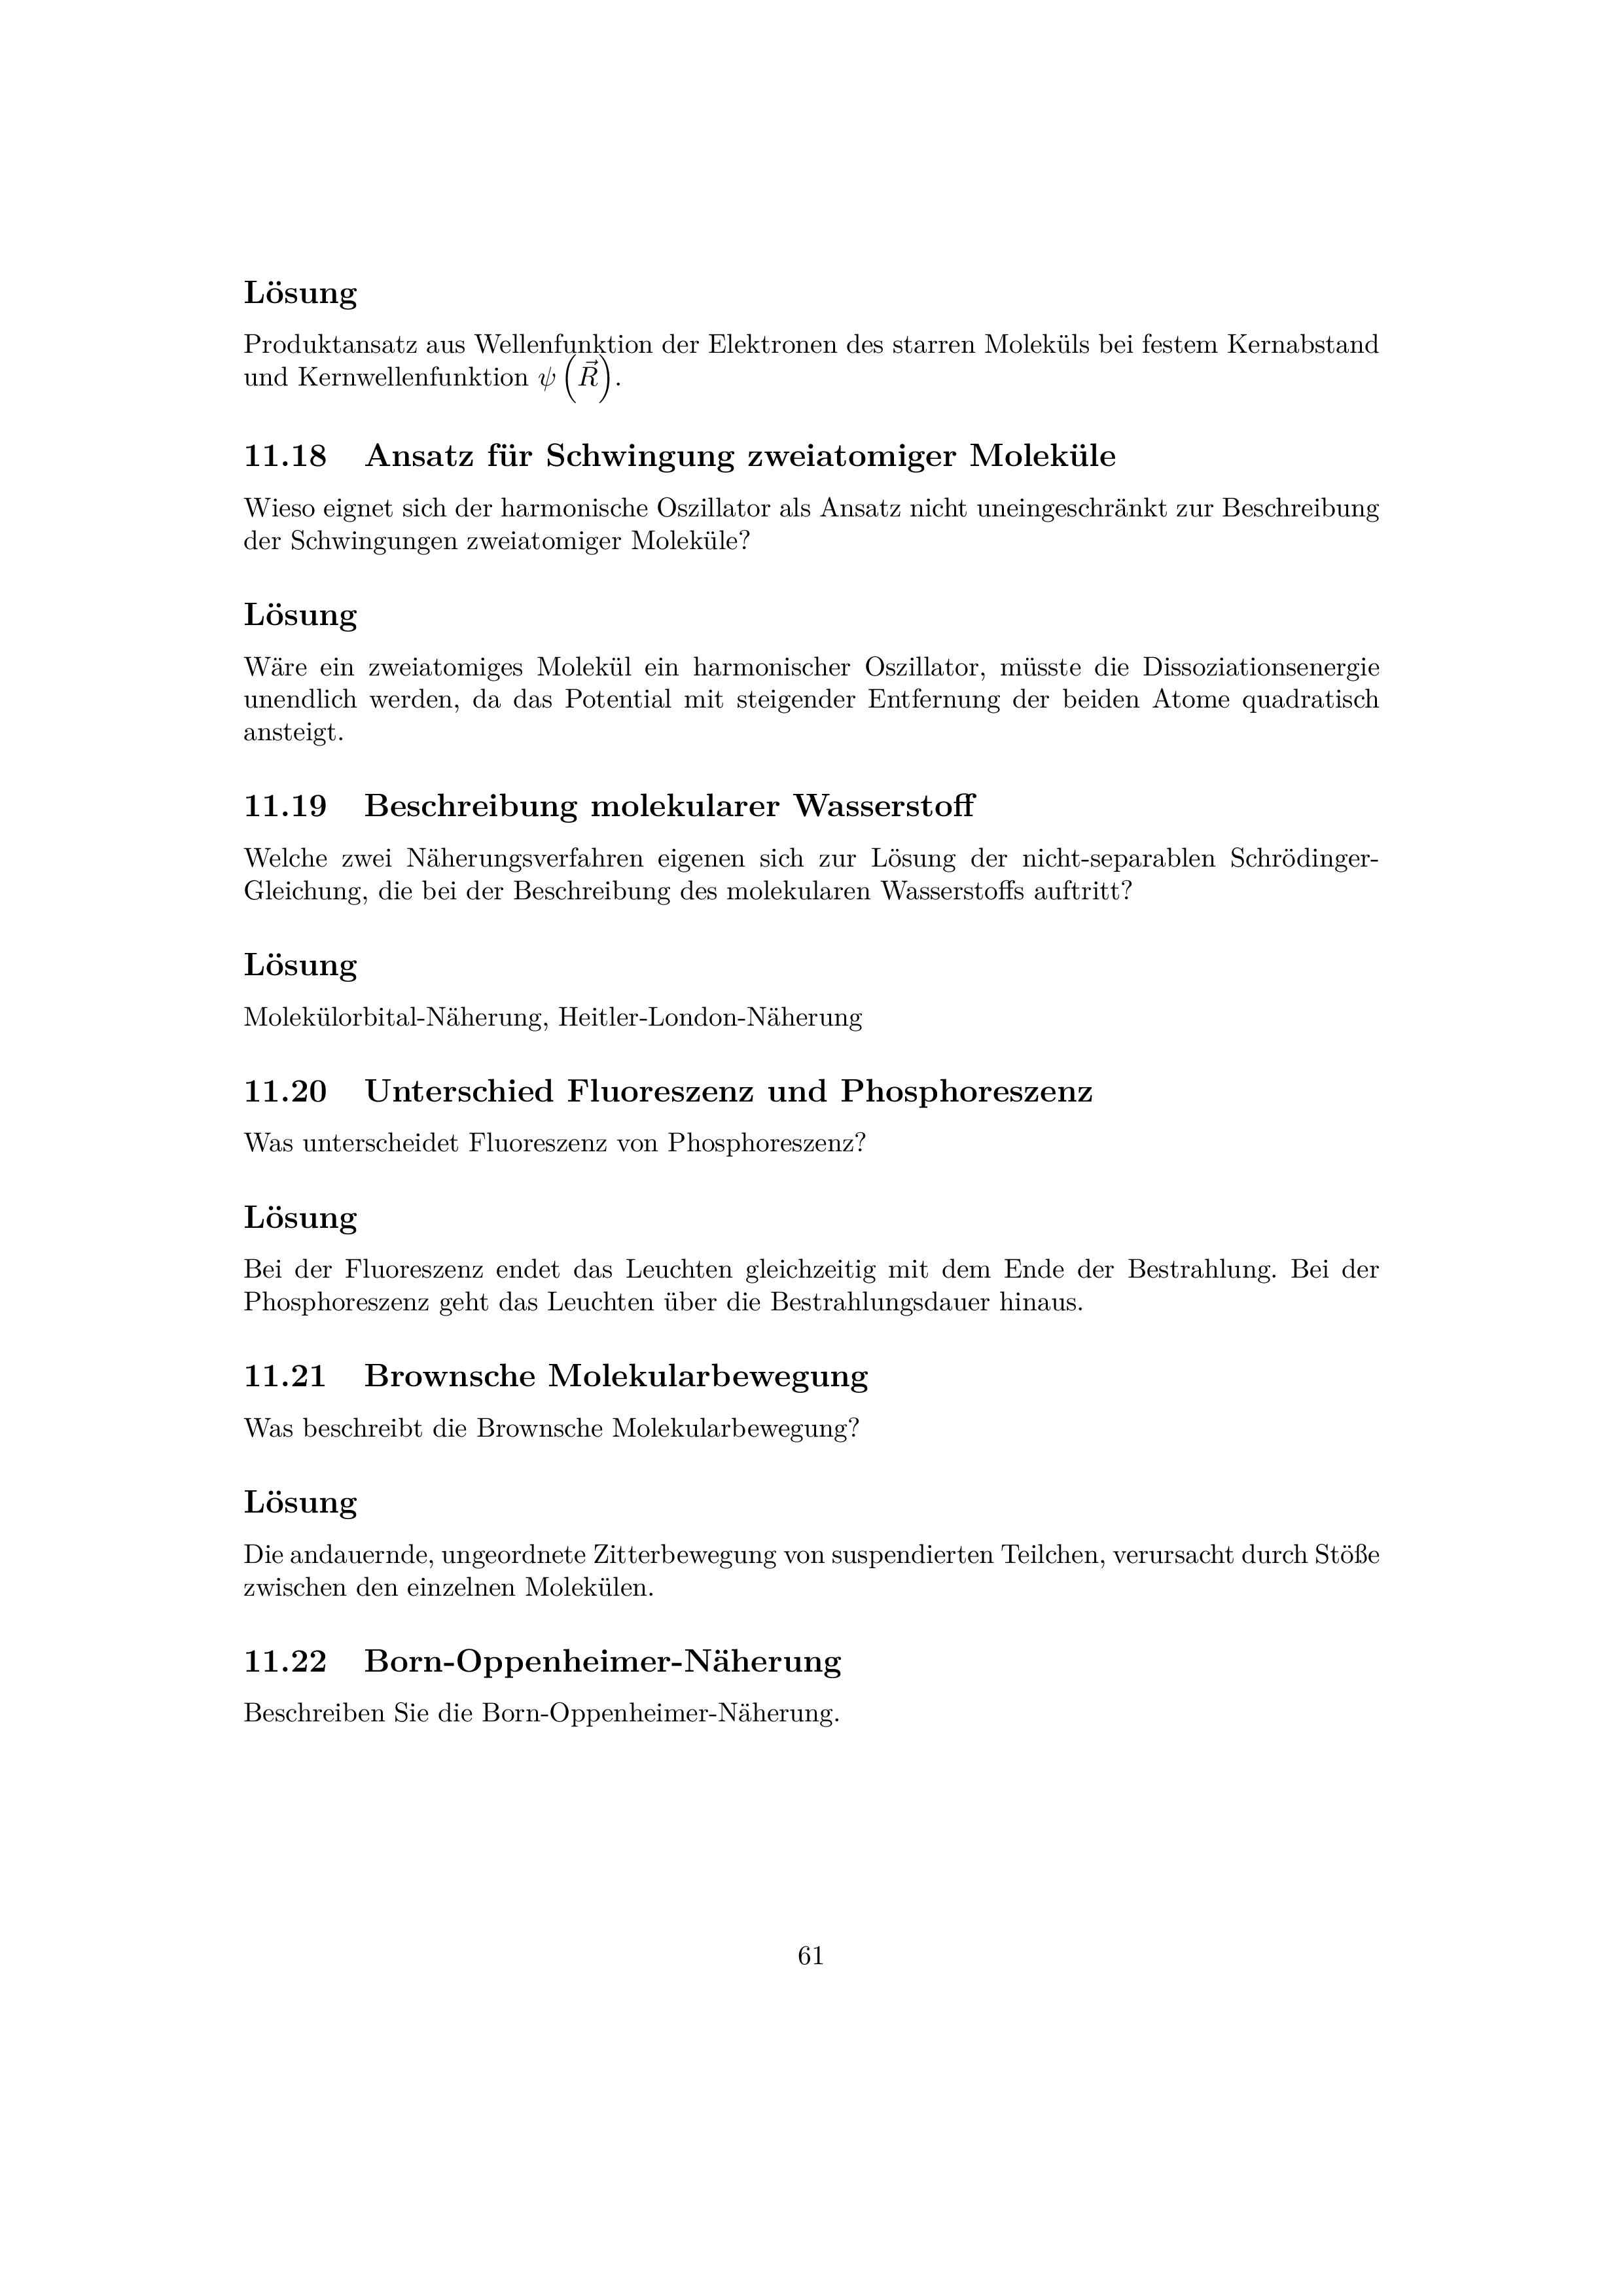 Lösung
Produktansatz aus Wellenfunktion der Elektronen des starren Moleküls bei festem Kernabstand
und Kernwellenfunktion ψ (R⃗).
11.18 Ansatz für Schwingung zweiatomiger Moleküle
Wieso eignet sich der harmonische Oszillator als Ansatz nicht uneingeschränkt zur Beschreibung
der Schwingungen zweiatomiger Moleküle?
Lösung
Wäre ein zweiatomiges Molekül ein harmonischer Oszillator, müsste die Dissoziationsenergie
unendlich werden, da das Potential mit steigender Entfernung der beiden Atome quadratisch
ansteigt.
11.19 Beschreibung molekularer Wasserstoff
Welche zwei Näherungsverfahren eigenen sich zur Lösung der nicht-separablen Schrödinger-
Gleichung, die bei der Beschreibung des molekularen Wasserstoffs auftritt?
Lösung
Molekülorbital-Näherung, Heitler-London-Näherung
11.20 Unterschied Fluoreszenz und Phosphoreszenz
Was unterscheidet Fluoreszenz von Phosphoreszenz?
Lösung
Bei der Fluoreszenz endet das Leuchten gleichzeitig mit dem Ende der Bestrahlung. Bei der
Phosphoreszenz geht das Leuchten über die Bestrahlungsdauer hinaus.
11.21 Brownsche Molekularbewegung
Was beschreibt die Brownsche Molekularbewegung?
Lösung
Die andauernde, ungeordnete Zitterbewegung von suspendierten Teilchen, verursacht durch Stöße
zwischen den einzelnen Molekülen.
11.22 Born-Oppenheimer-Näherung
Beschreiben Sie die Born-Oppenheimer-Näherung.
61